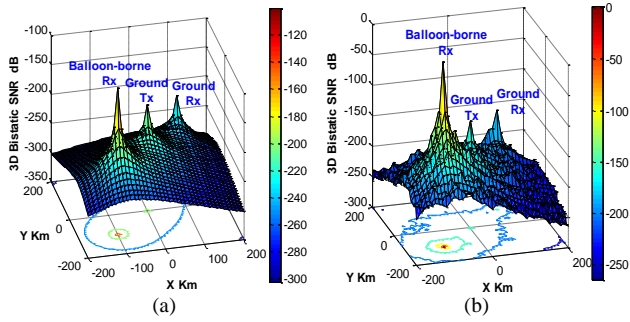 3D Bistatic SNR dB
-100
-150
-200
-250
-300
-350
Balloon-borne
Rx
Ground
Tx
Ground
Rx
200
0
-200
Y Km
-200
-100
0
100
200
X Km
-120
-140
-160
-180
-200
-220
-240
-260
-280
-300
(a)
3D Bistatic SNR dB
0
-50
-100
-150
-200
-250
-300
Balloon-borne
Rx
Ground
Tx
Ground
Rx
200
0
-200
Y Km
-200
0
200
X Km
0
-50
-100
-150
-200
-250
(b)